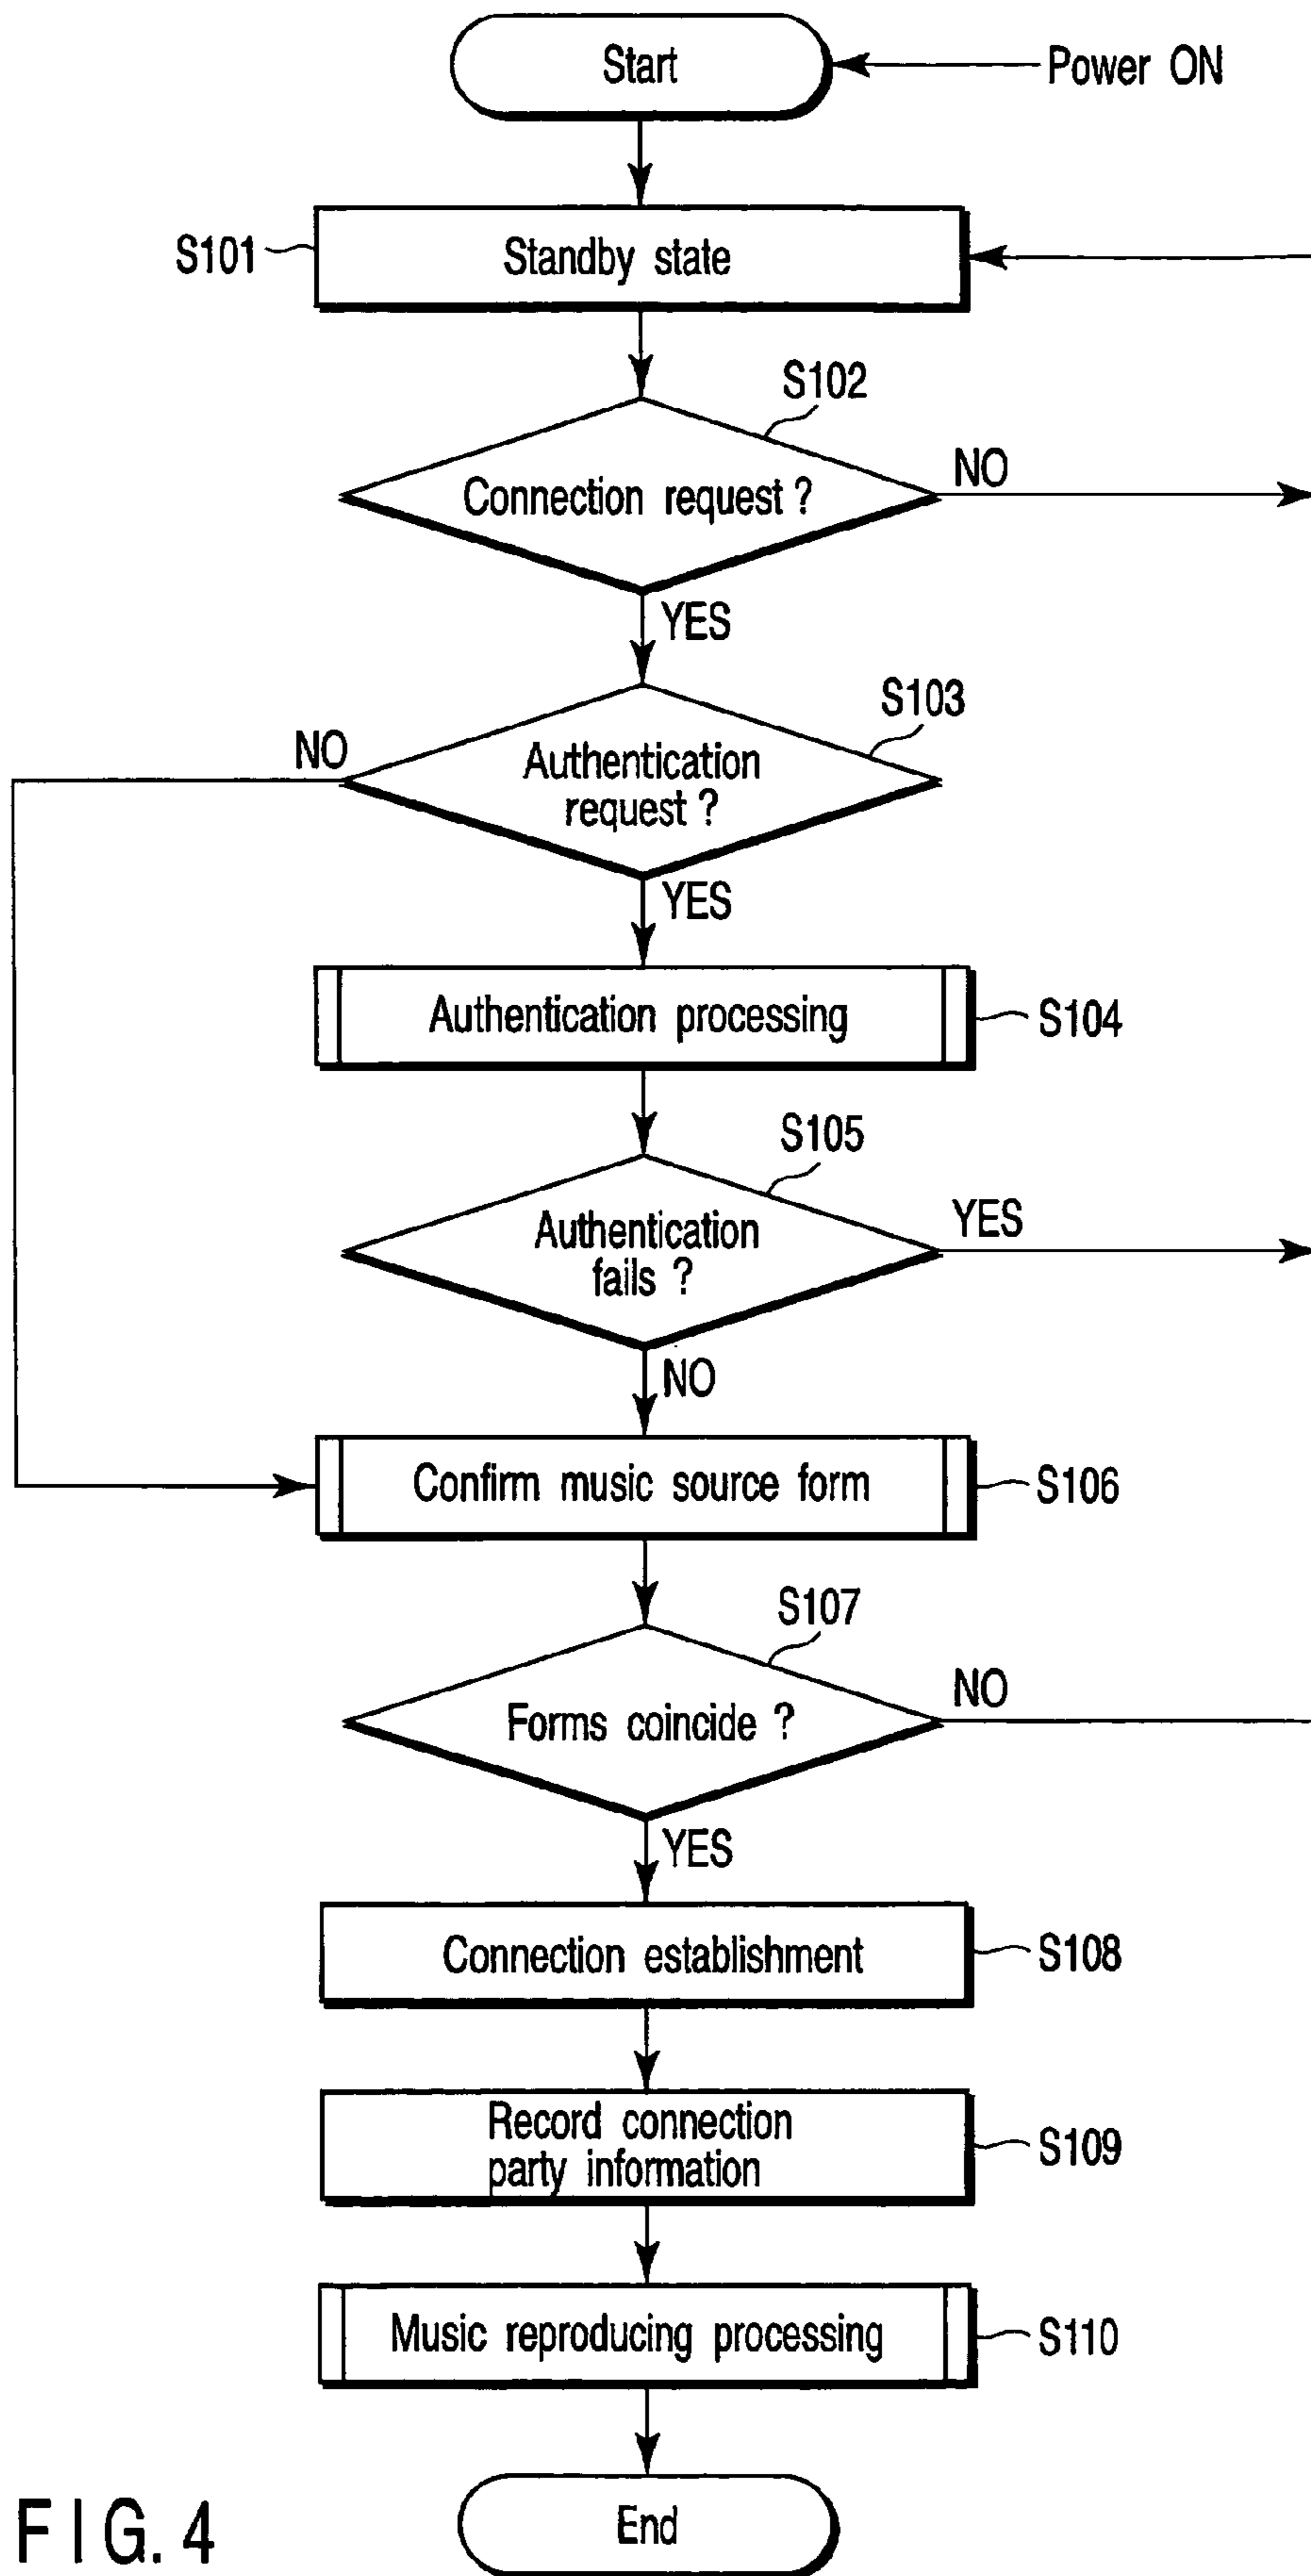 Start
Power ON
S101
Standby state
S102
Connection request ?
NO
YES
S103
NO
Authentication
request ?
YES
Authentication processing
S104
S105
Authentication
fails ?
YES
NO
Confirm music source form
S106
S107
Forms coincide ?
NO
YES
Connection establishment
S108
Record connection
party information
S109
Music reproducing processing
S110
End
FIG. 4